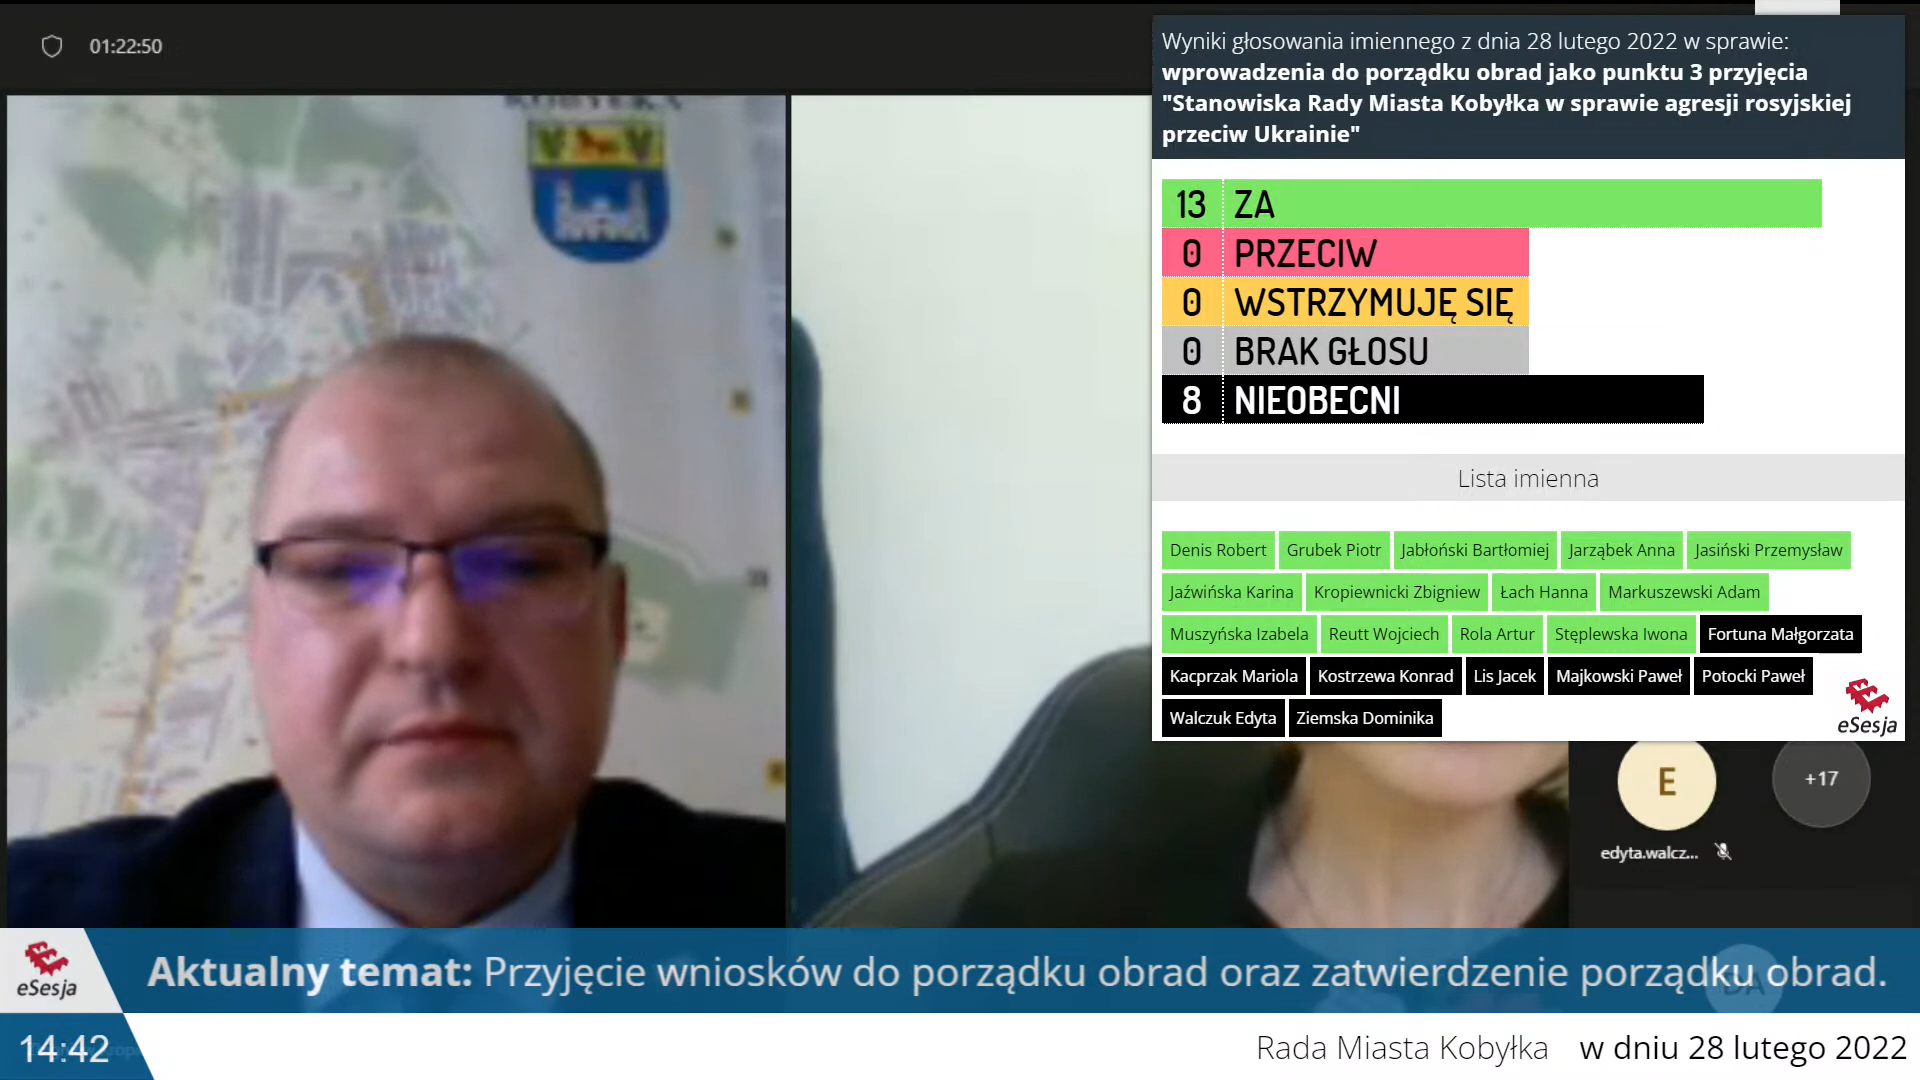 01:22:50
Wyniki głosowania imiennego z dnia 28 lutego 2022 w sprawie:
wprowadzenia do porządku obrad jako punktu 3 przyjęcia
"Stanowiska Rady Miasta Kobyłka w sprawie agresji rosyjskiej
przeciw Ukrainie"
13 ZA
0 PRZECIW
0 WSTRZYMUJĘ SIĘ
0 BRAK GŁOSU
8 NIEOBECNI
Lista imienna
Denis Robert Grubek Piotr Jabłoński Bartłomiej Jarząbek Anna Jasiński Przemysław
Jaźwińska Karina Kropiewnicki Zbigniew Łach Hanna Markuszewski Adam
Muszyńska Izabela Reutt Wojciech Rola Artur Stęplewska Iwona Fortuna Małgorzata
Kacprzak Mariola Kostrzewa Konrad Lis Jacek Majkowski Paweł Potocki Paweł
Walczuk Edyta Ziemska Dominika
eSesja
E
+17
edyta.walcz...
eSesja
Aktualny temat: Przyjęcie wniosków do porządku obrad oraz zatwierdzenie porządku obrad.
14:42
Rada Miasta Kobyłka w dniu 28 lutego 2022